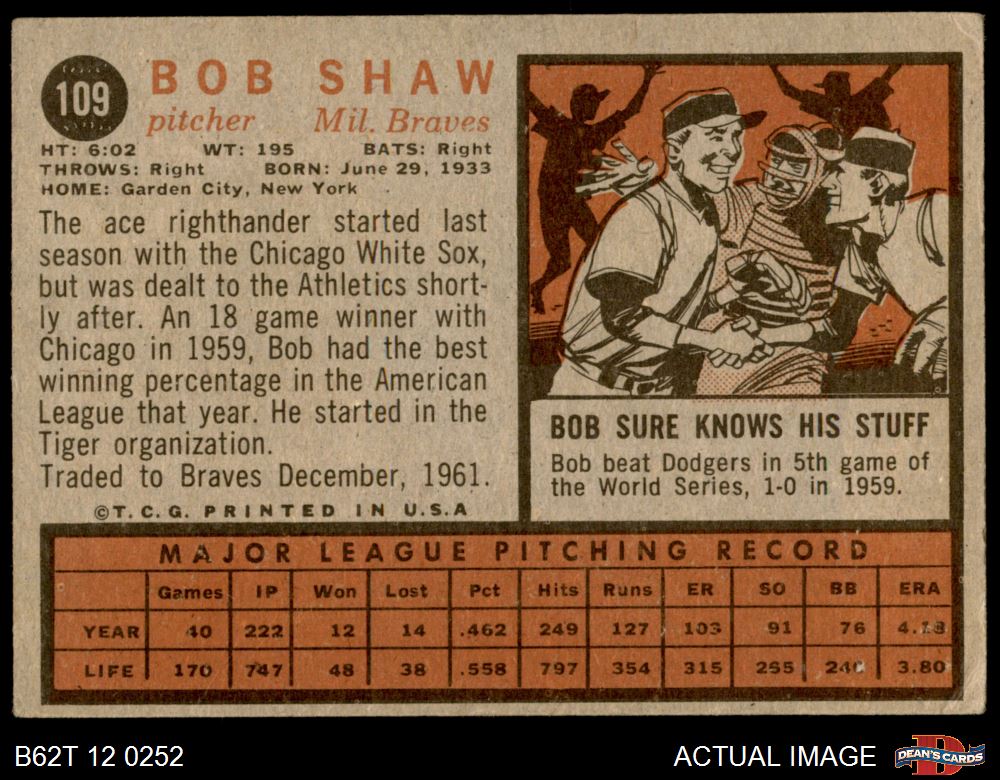 109
BOB SHAW
pitcher Mil. Braves
HT: 6:02 WT: 195 BATS: Right
THROWS: Right BORN: June 29, 1933
HOME: Garden City, New York
The ace righthander started last
season with the Chicago White Sox,
but was dealt to the Athletics short-
ly after. An 18 game winner with
Chicago in 1959, Bob had the best
winning percentage in the American
League that year. He started in the
Tiger organization.
Traded to Braves December, 1961.
©T.C.G. PRINTED IN U.S.A
BOB SURE KNOWS HIS STUFF
Bob beat Dodgers in 5th game of
the World Series, 1-0 in 1959.
MAJOR LEAGUE PITCHING RECORD
Games IP Won Lost Pct Hits Runs ER SO BB ERA
YEAR 40 222 12 14 .462 249 127 103 91 76 4.18
LIFE 170 747 48 38 .558 797 354 315 255 240 3.80
B62T 12 0252
ACTUAL IMAGE
D
DEAN'S CARDS